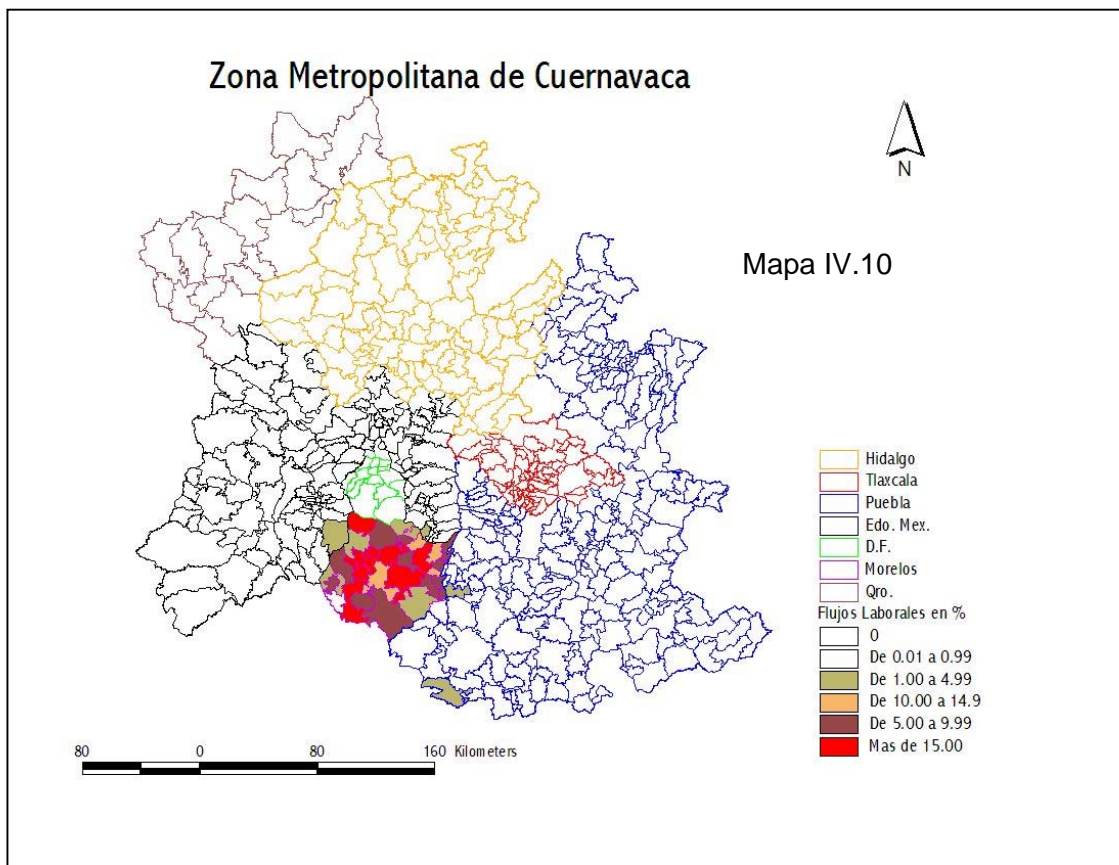 Zona Metropolitana de Cuernavaca
N
Mapa IV.10
Hidalgo
Tlaxcala
Puebla
Edo. Mex.
D.F.
Morelos
Qro.
Flujos Laborales en %
0
De 0.01 a 0.99
De 1.00 a 4.99
De 10.00 a 14.9
De 5.00 a 9.99
Mas de 15.00
80 0 80 160 Kilometers